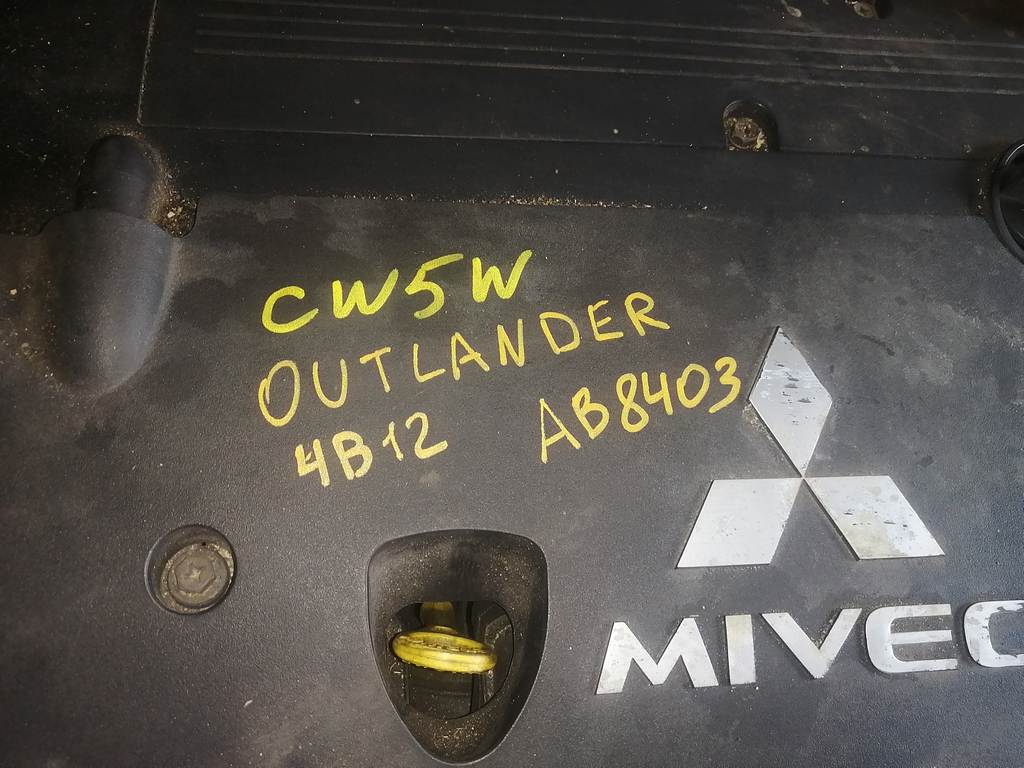 CW5W
OUTLANDER
4B12 AB8403
MIVEC